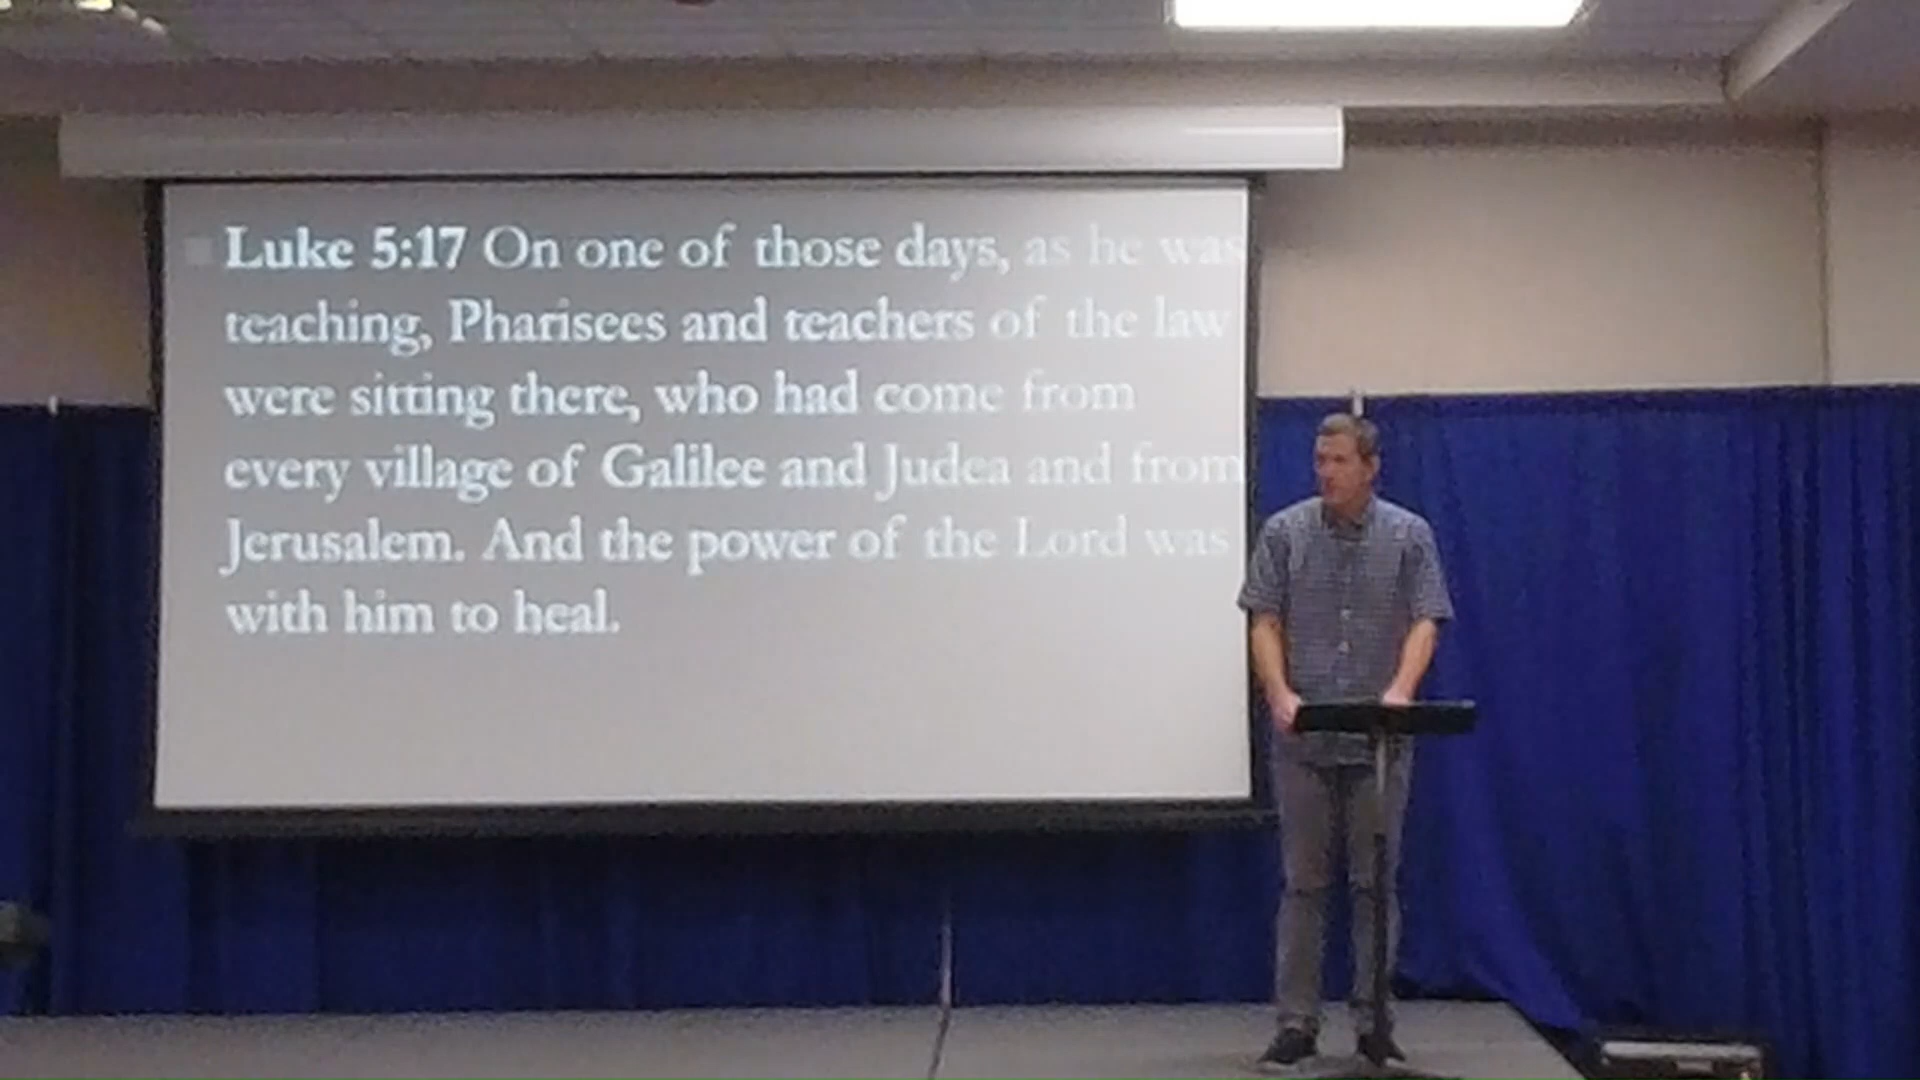 Luke 5:17 On one of those days, as he was
teaching, Pharisees and teachers of the law
were sitting there, who had come from
every village of Galilee and Judea and from
Jerusalem. And the power of the Lord was
with him to heal.